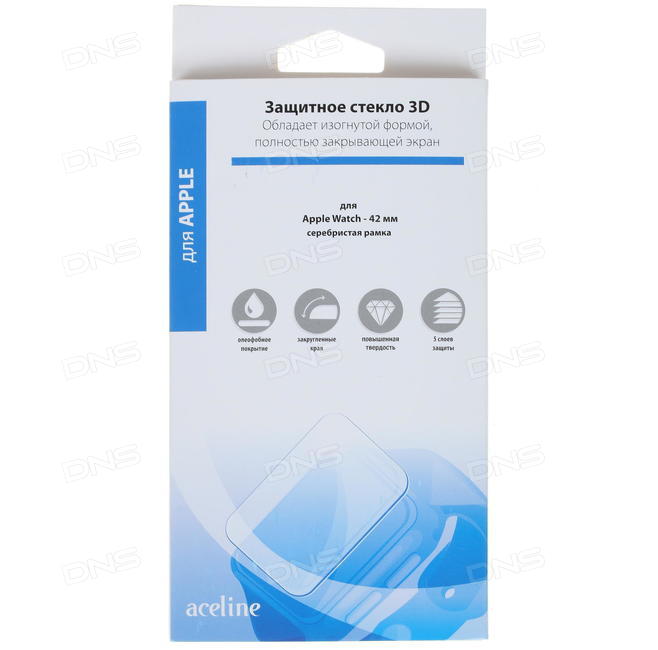 для APPLE
Защитное стекло 3D
Обладает изогнутой формой,
полностью закрывающей экран
для
Apple Watch - 42 мм
серебристая рамка
олеофобное
покрытие
закругленные
края
повышенная
твердость
5 слоев
защиты
aceline
DNS